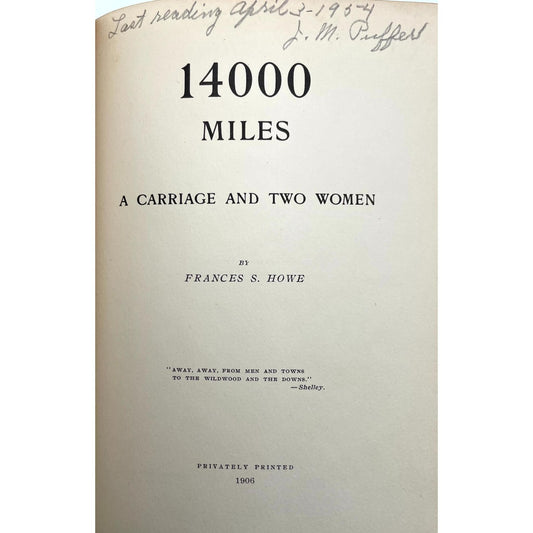 Last reading April 3-1954
J. M. Puffer
14000
MILES
A CARRIAGE AND TWO WOMEN
BY
FRANCES S. HOWE
"AWAY, AWAY, FROM MEN AND TOWNS
TO THE WILDWOOD AND THE DOWNS."
—Shelley.
PRIVATELY PRINTED
1906